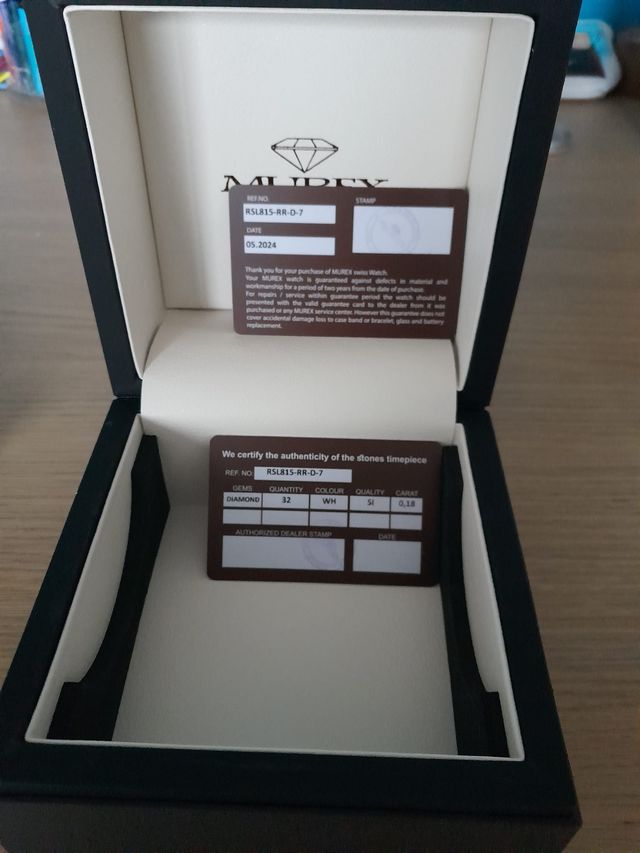 MUREX
REF.NO.
STAMP
RSL815-RR-D-7
DATE
05.2024
Thank you for your purchase of MUREX swiss Watch.
Your MUREX watch is guaranteed against defects in material and
workmanship for a period of two years from the date of purchase.
For repairs / service within guarantee period the watch should be
presented with the valid guarantee card to the dealer from it was
purchased or any MUREX service center. However this guarantee does not
cover accidental damage loss to case band or bracelet, glass and battery
replacement.
We certify the authenticity of the stones timepiece
REF. NO. RSL815-RR-D-7
GEMS QUANTITY COLOUR QUALITY CARAT
DIAMOND 32 WH SI 0,18
AUTHORIZED DEALER STAMP DATE